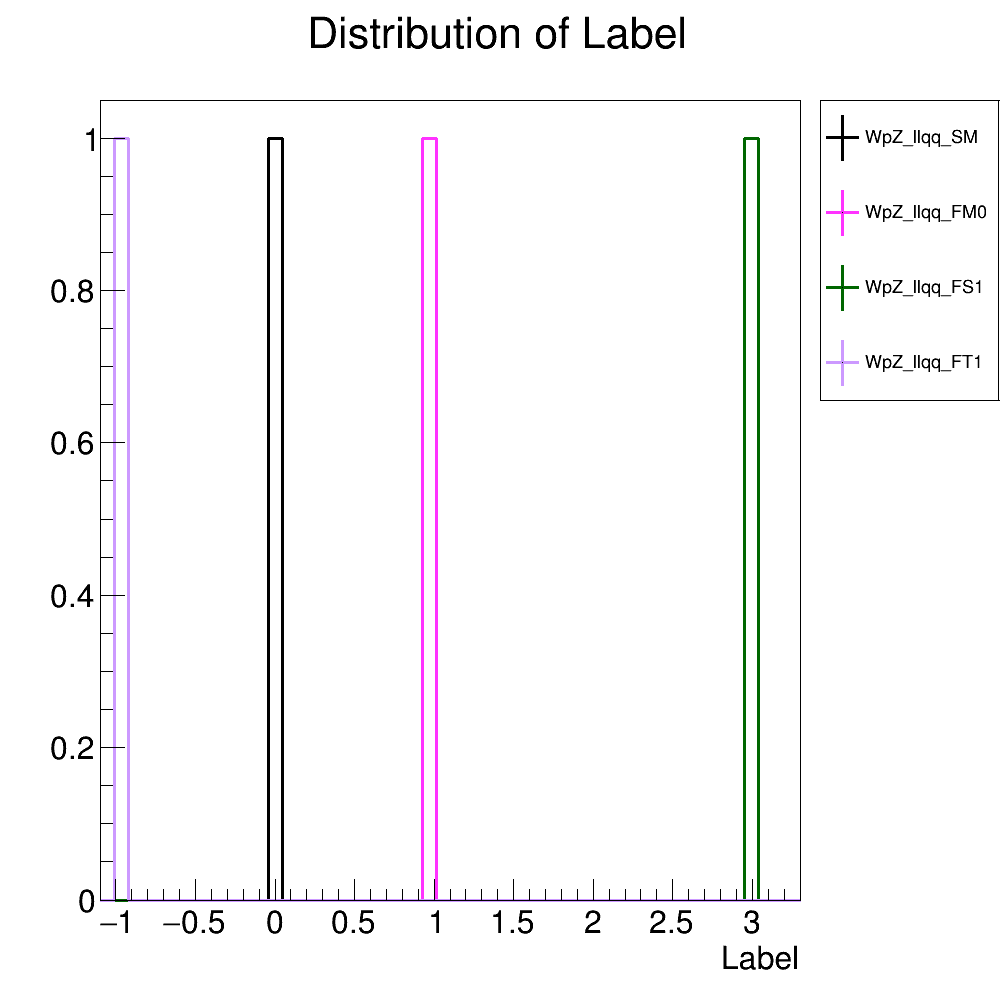 Distribution of Label
1
0.8
0.6
0.4
0.2
0
−1 −0.5 0 0.5 1 1.5 2 2.5 3
Label
WpZ_llqq_SM
WpZ_llqq_FM0
WpZ_llqq_FS1
WpZ_llqq_FT1